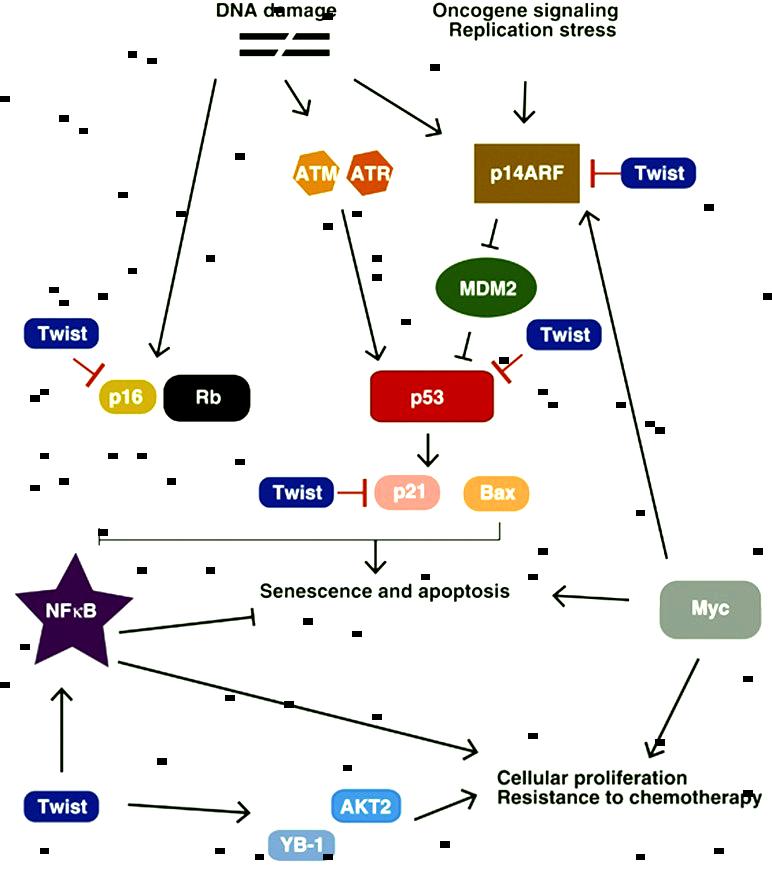 DNA damage
Oncogene signaling
Replication stress
ATM
ATR
p14ARF
Twist
MDM2
Twist
Twist
p16
Rb
p53
Twist
p21
Bax
NFκB
Senescence and apoptosis
Myc
Cellular proliferation
Resistance to chemotherapy
Twist
AKT2
YB-1